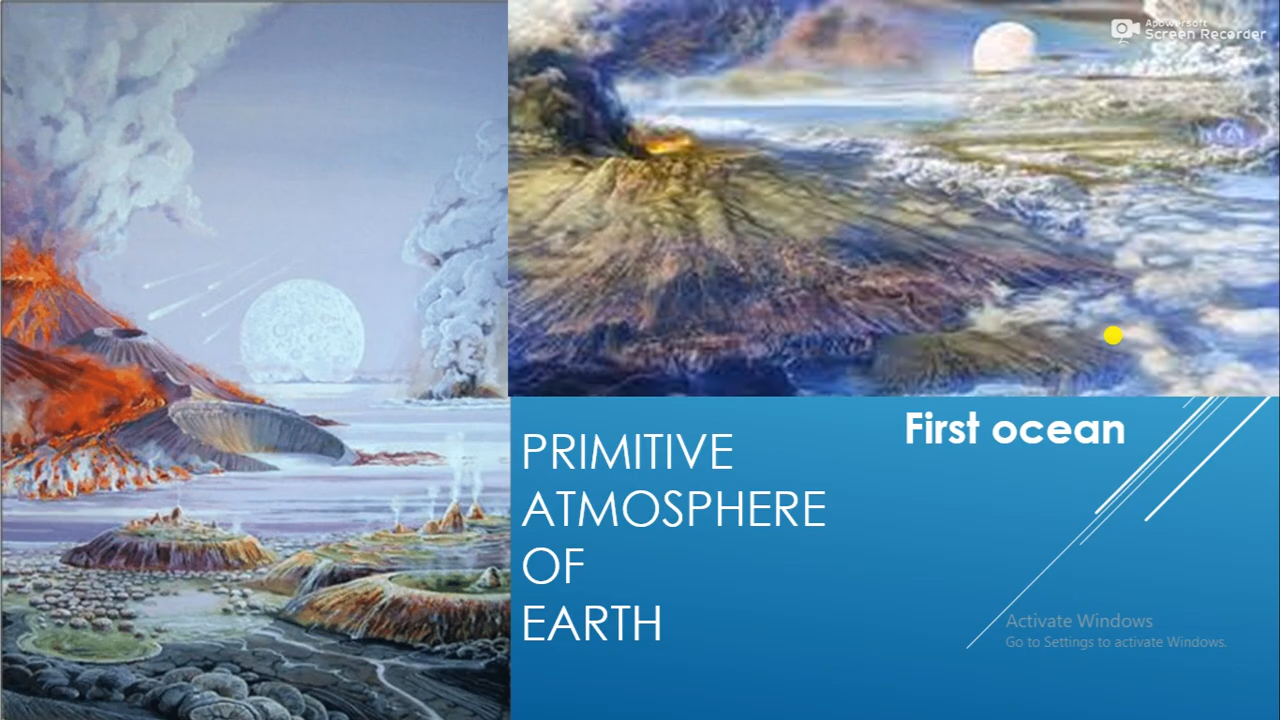 Apowersoft
Screen Recorder
First ocean
PRIMITIVE
ATMOSPHERE
OF
EARTH
Activate Windows
Go to Settings to activate Windows.